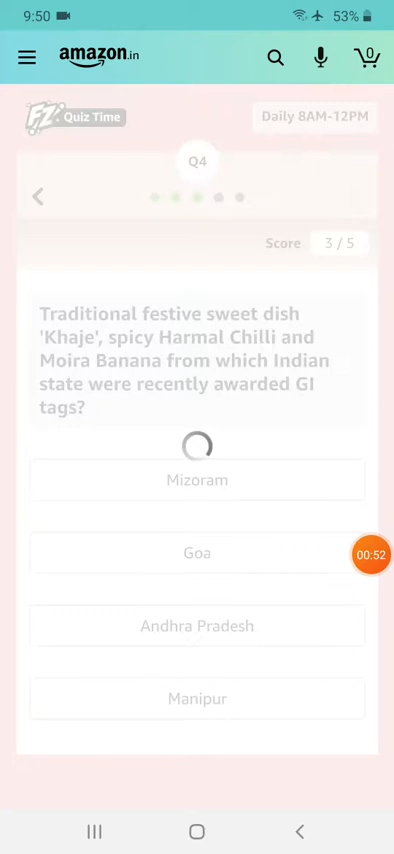 9:50 53%
amazon.in 0
FZ Quiz Time Daily 8AM-12PM
Q4
Score 3 / 5
Traditional festive sweet dish
'Khaje', spicy Harmal Chilli and
Moira Banana from which Indian
state were recently awarded GI
tags?
Mizoram
Goa
00:52
Andhra Pradesh
Manipur